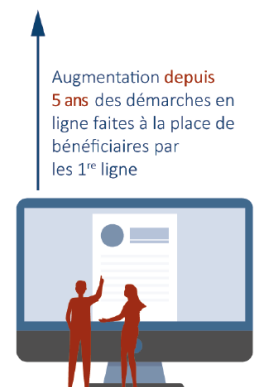 Augmentation depuis
5 ans des démarches en
ligne faites à la place de
bénéficiaires par
les 1re ligne